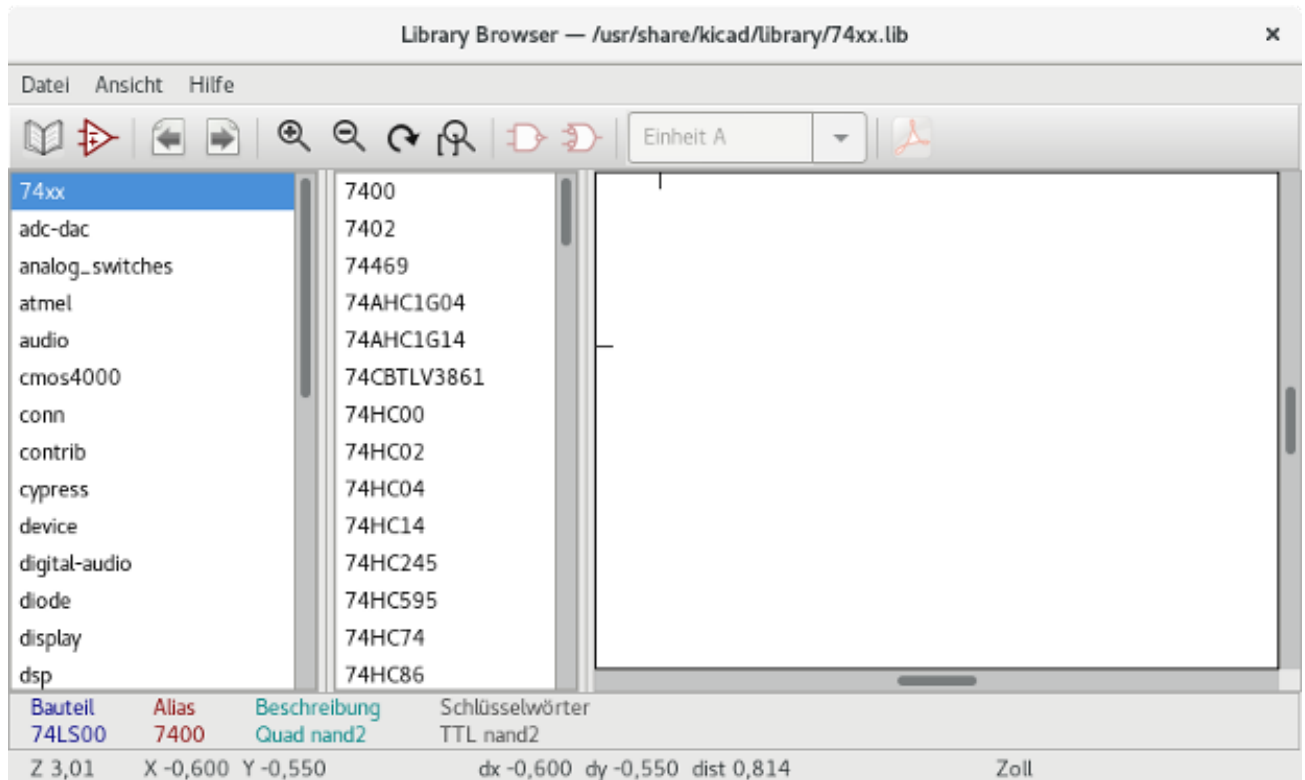 Library Browser — /usr/share/kicad/library/74xx.lib
Datei Ansicht Hilfe
Einheit A
74xx
adc-dac
analog_switches
atmel
audio
cmos4000
conn
contrib
cypress
device
digital-audio
diode
display
dsp
7400
7402
74469
74AHC1G04
74AHC1G14
74CBTLV3861
74HC00
74HC02
74HC04
74HC14
74HC245
74HC595
74HC74
74HC86
Bauteil Alias Beschreibung Schlüsselwörter
74LS00 7400 Quad nand2 TTL nand2
Z 3,01 X -0,600 Y -0,550 dx -0,600 dy -0,550 dist 0,814 Zoll